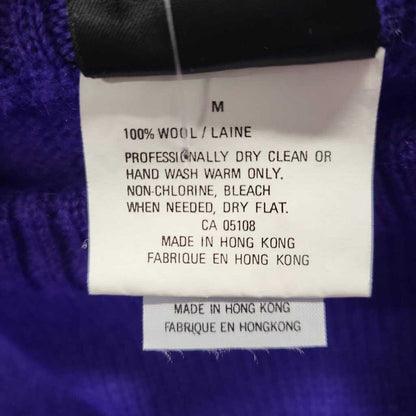 M
100% WOOL / LAINE
PROFESSIONALLY DRY CLEAN OR
HAND WASH WARM ONLY.
NON-CHLORINE, BLEACH
WHEN NEEDED, DRY FLAT.
CA 05108
MADE IN HONG KONG
FABRIQUE EN HONG KONG
MADE IN HONG KONG
FABRIQUE EN HONGKONG